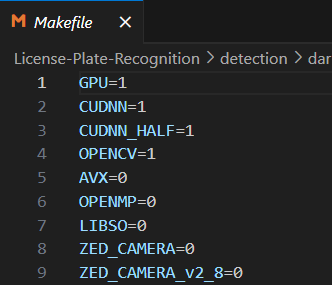 Makefile
License-Plate-Recognition > detection > dar
1 GPU=1
2 CUDNN=1
3 CUDNN_HALF=1
4 OPENCV=1
5 AVX=0
6 OPENMP=0
7 LIBSO=0
8 ZED_CAMERA=0
9 ZED_CAMERA_v2_8=0